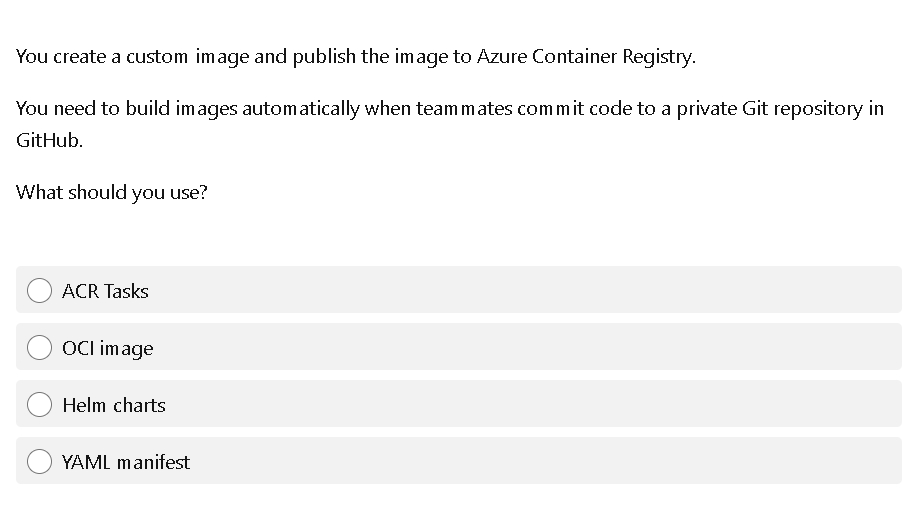 You create a custom image and publish the image to Azure Container Registry.
You need to build images automatically when teammates commit code to a private Git repository in
GitHub.
What should you use?
ACR Tasks
OCI image
Helm charts
YAML manifest